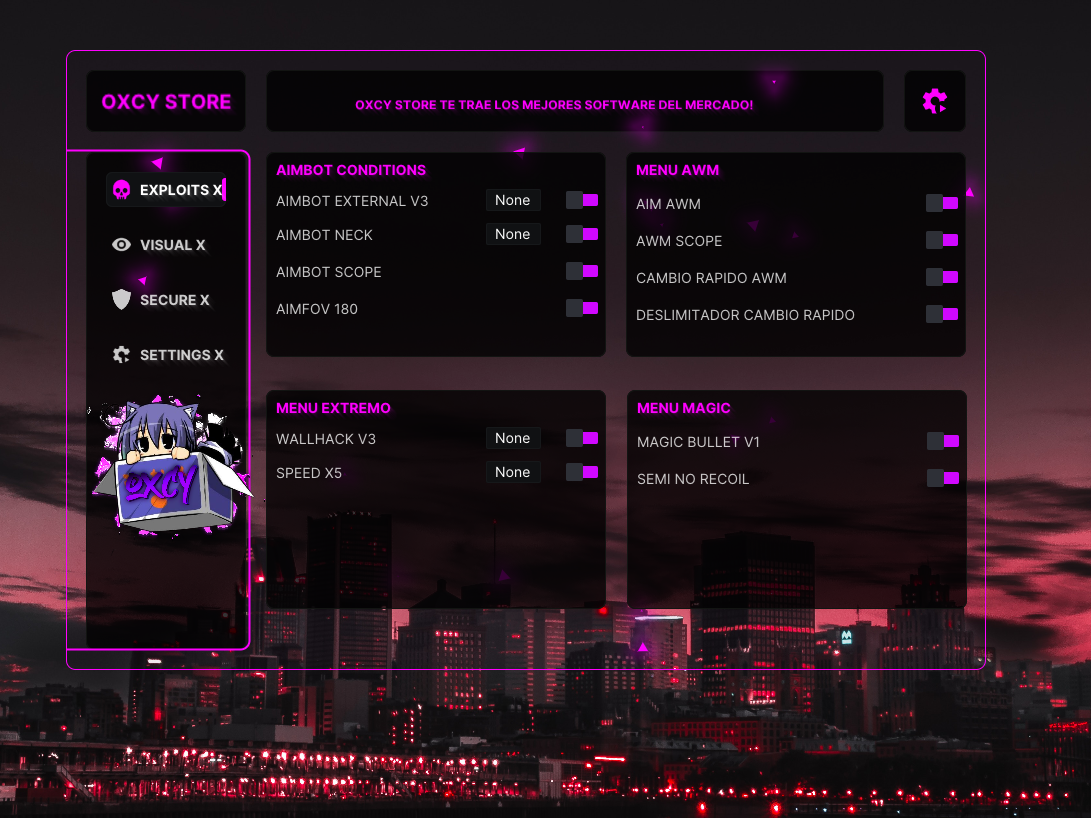 OXCY STORE
OXCY STORE TE TRAE LOS MEJORES SOFTWARE DEL MERCADO!
EXPLOITS X
VISUAL X
SECURE X
SETTINGS X
OXCY
AIMBOT CONDITIONS
AIMBOT EXTERNAL V3 None
AIMBOT NECK None
AIMBOT SCOPE
AIMFOV 180
MENU AWM
AIM AWM
AWM SCOPE
CAMBIO RAPIDO AWM
DESLIMITADOR CAMBIO RAPIDO
MENU EXTREMO
WALLHACK V3 None
SPEED X5 None
MENU MAGIC
MAGIC BULLET V1
SEMI NO RECOIL